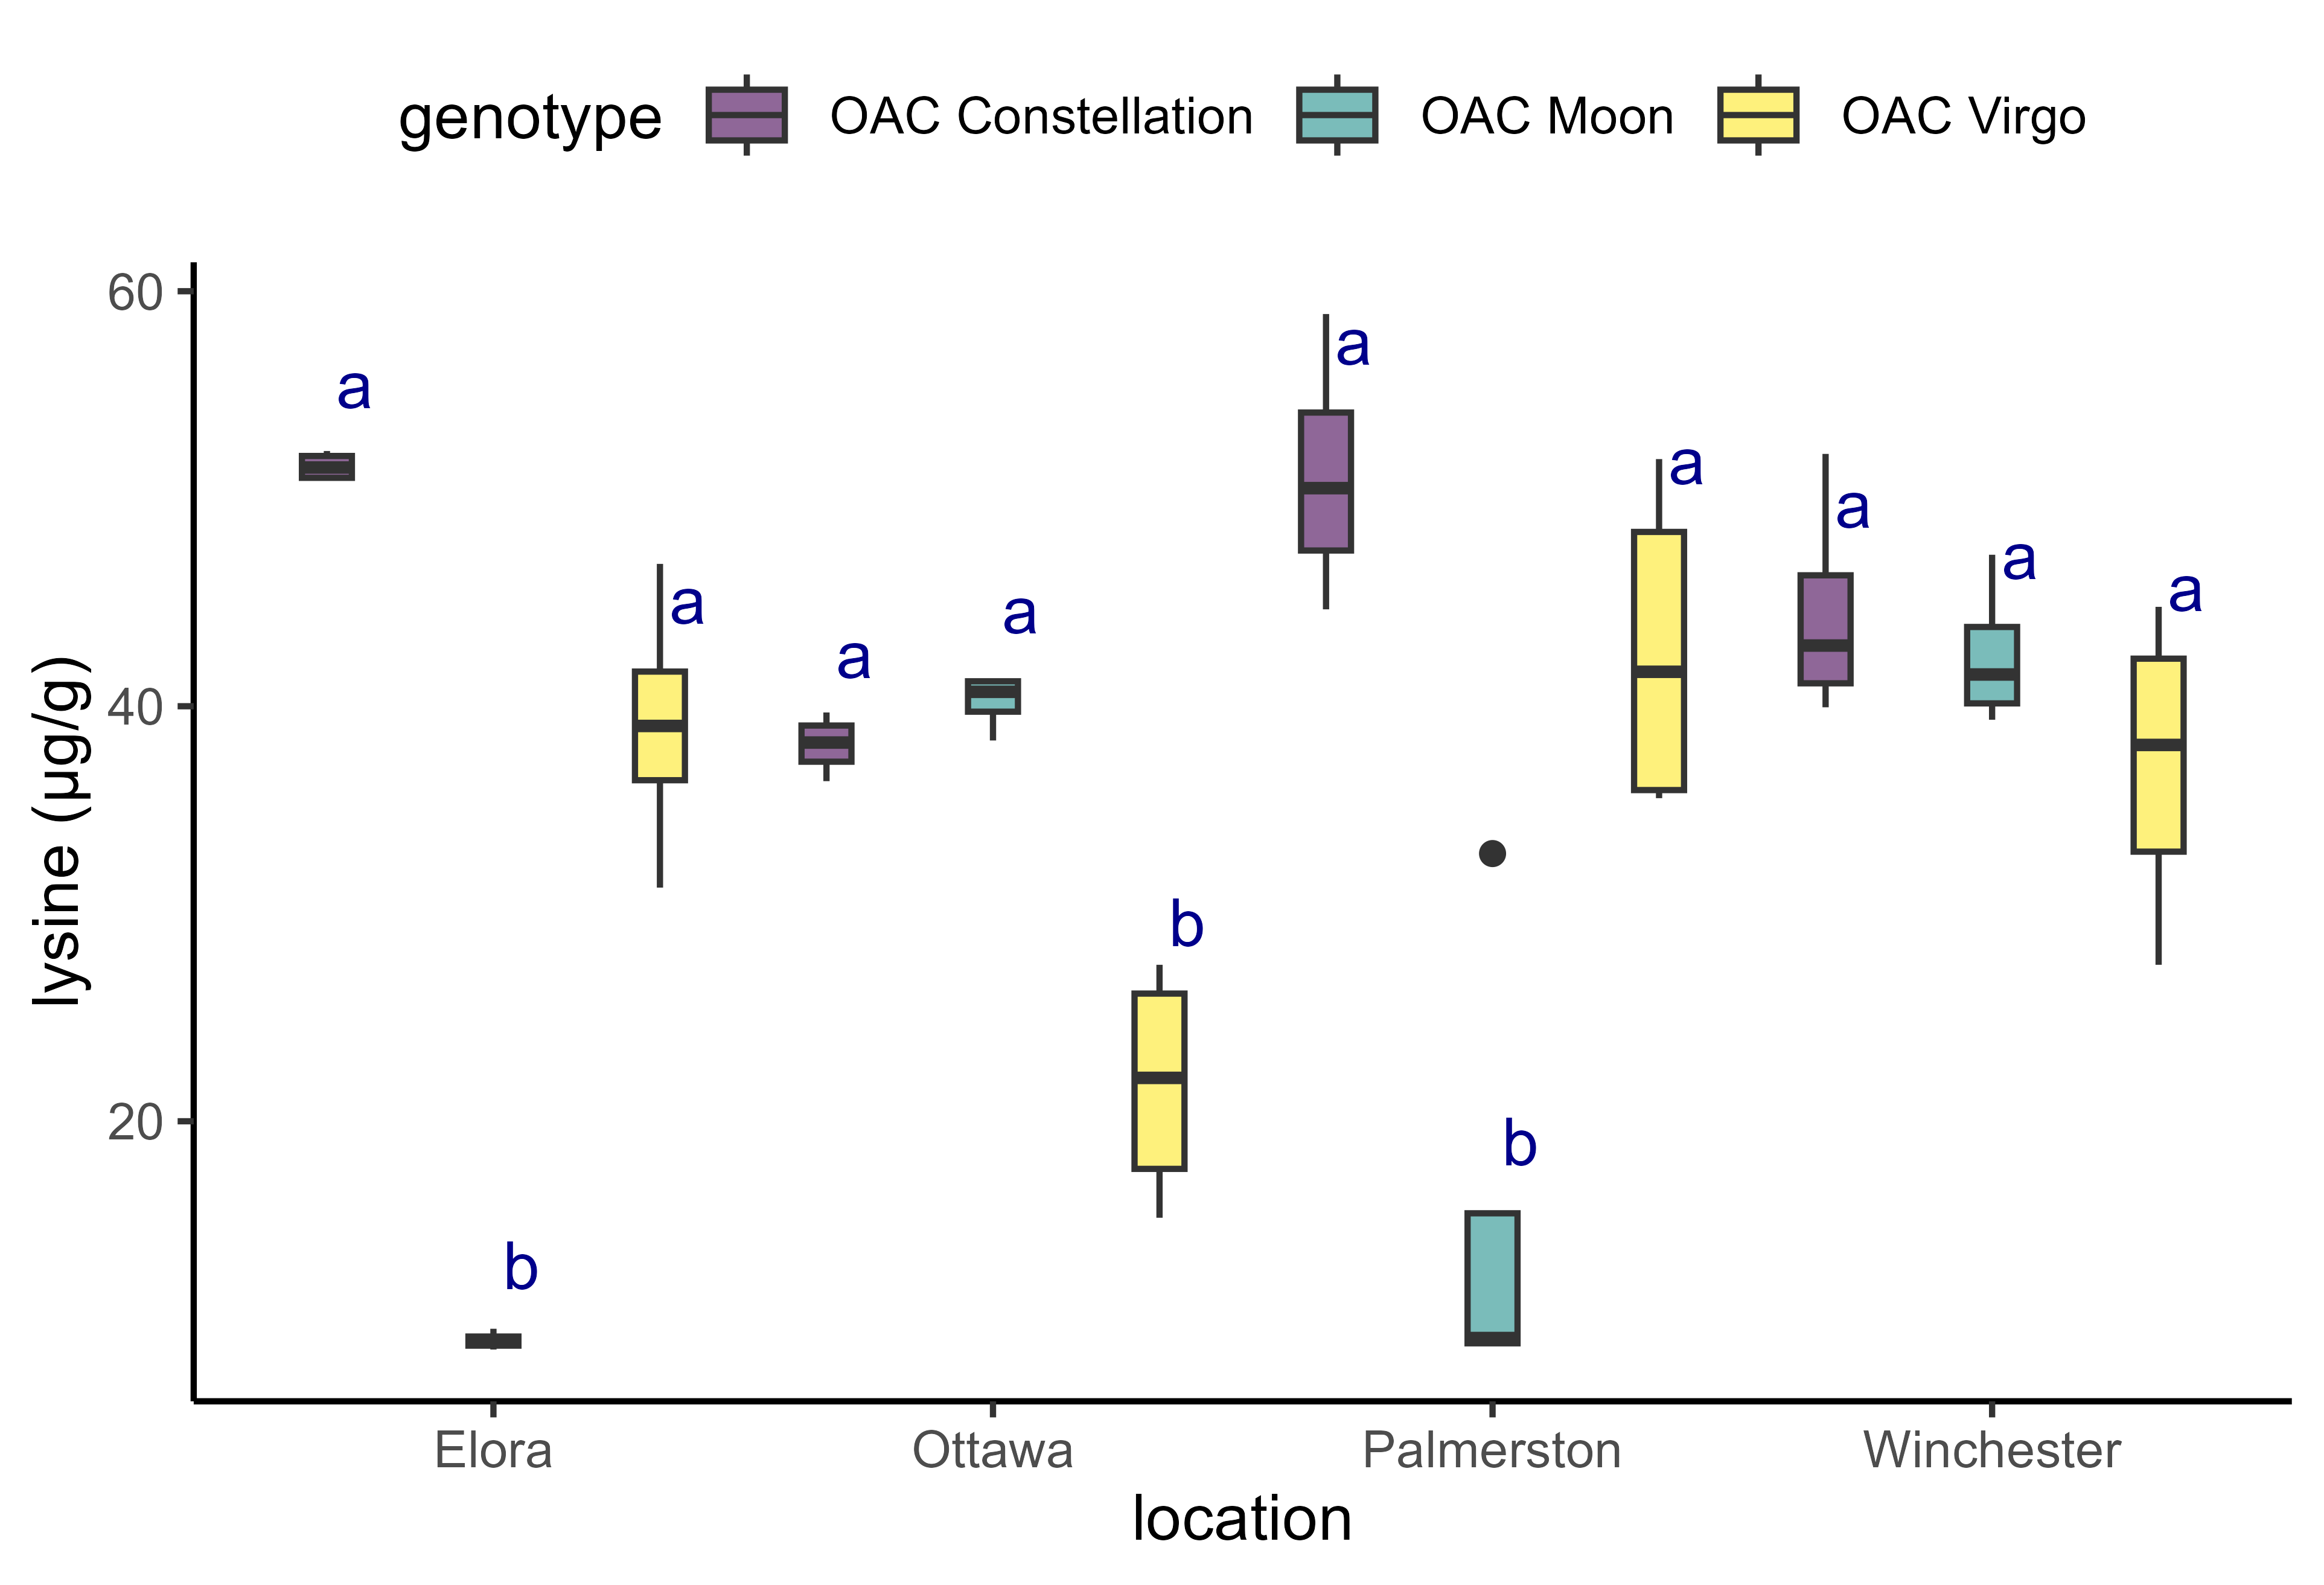 genotype OAC Constellation OAC Moon OAC Virgo
60
a
a
a
a
a
a
a
a
a
40
b
20
b
b
lysine (µg/g)
Elora Ottawa Palmerston Winchester
location